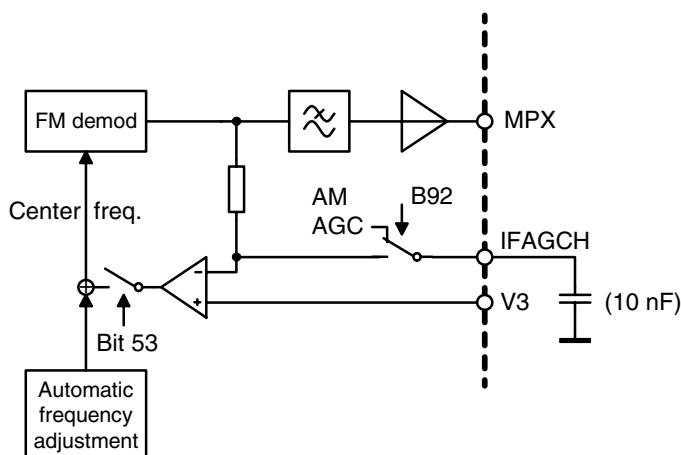 FM demod
MPX
Center freq.
AM
AGC
B92
IFAGCH
-
+
V3
(10 nF)
Bit 53
Automatic
frequency
adjustment